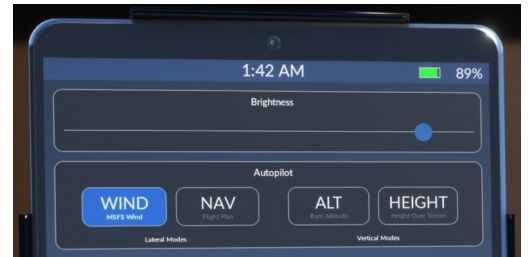 1:42 AM 89%
Brightness
Autopilot
WIND NAV ALT HEIGHT
MSFS Wind Flight Plan Baro Altitude Height Over Terrain
Lateral Modes Vertical Modes